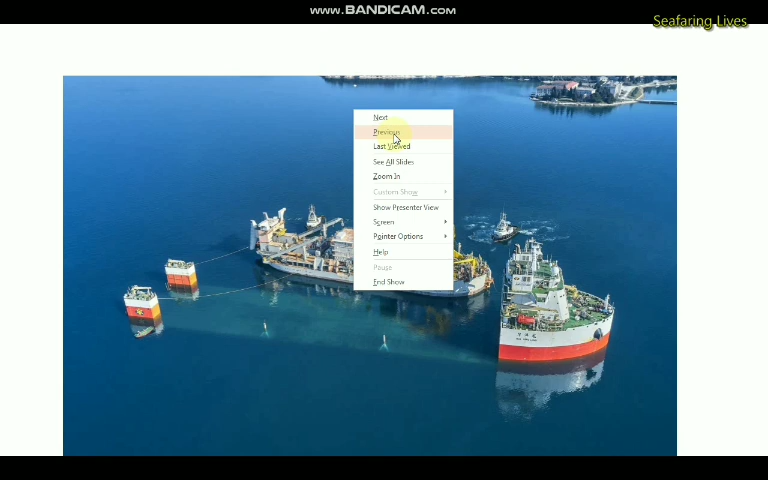 www.BANDICAM.com
Seafaring Lives
Next
Previous
Last Viewed
See All Slides
Zoom In
Custom Show
Show Presenter View
Screen
Pointer Options
Help
Pause
End Show